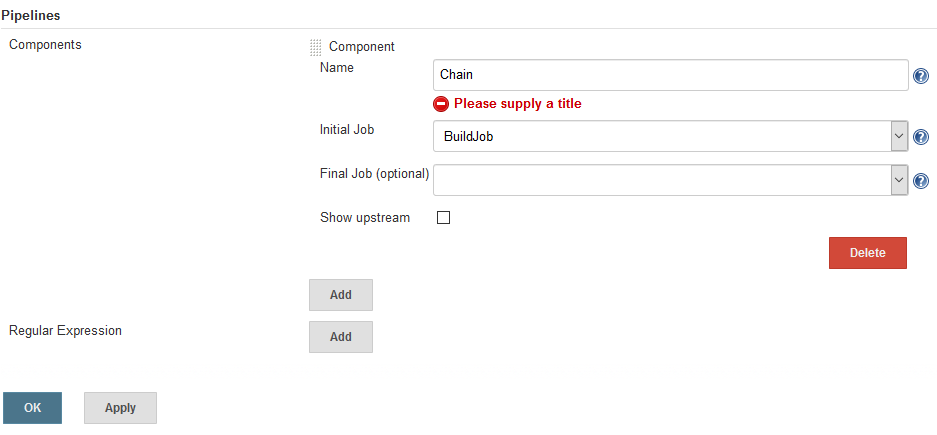 Pipelines
Components
Component
Name
Chain
Please supply a title
Initial Job
BuildJob
Final Job (optional)
Show upstream
Delete
Add
Regular Expression
Add
OK
Apply